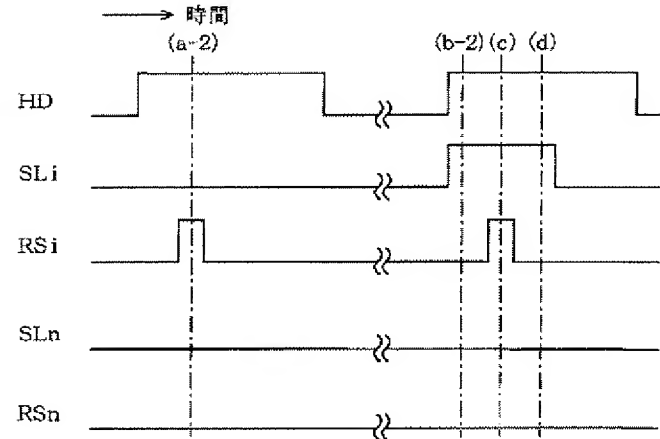 時間
(a-2) (b-2) (c) (d)
HD
SLi
RSi
SLn
RSn